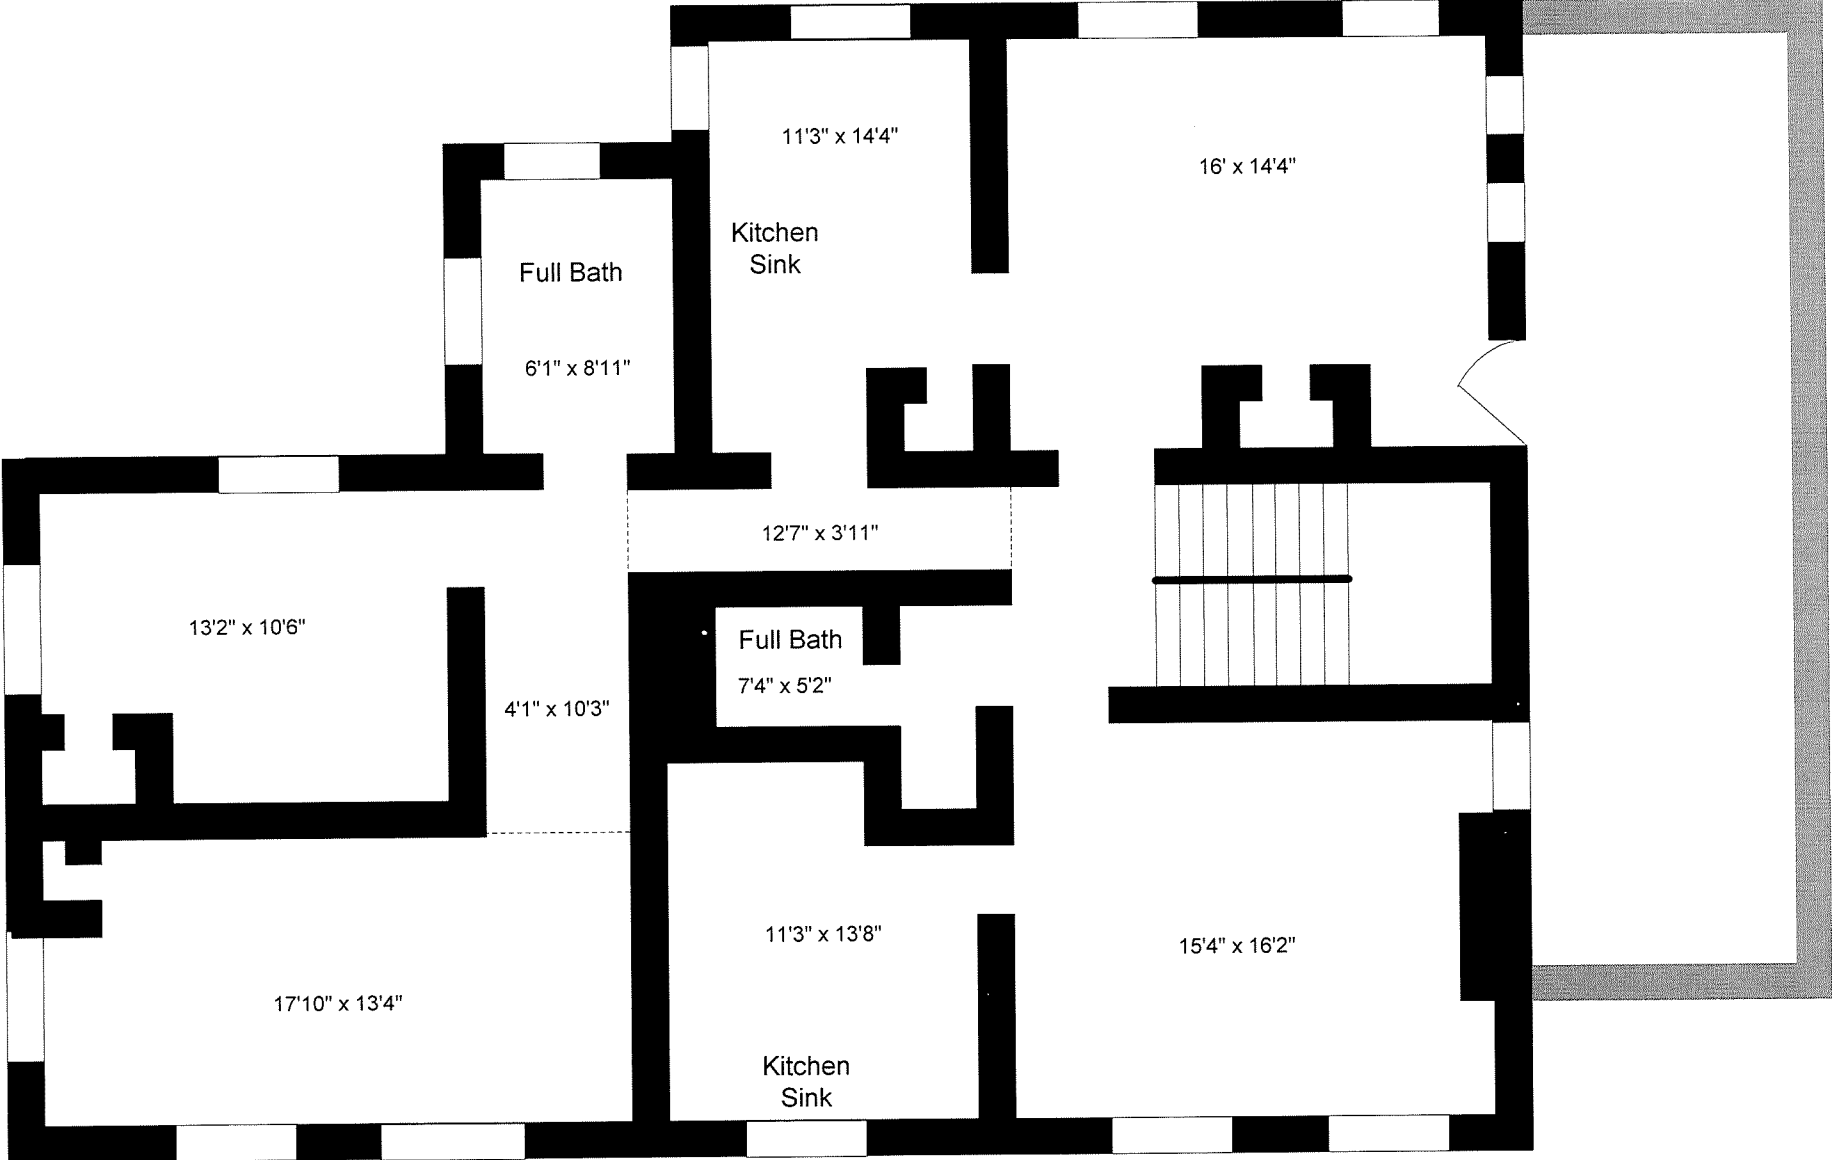 11'3" x 14'4"
16' x 14'4"
Kitchen
Sink
Full Bath
6'1" x 8'11"
12'7" x 3'11"
13'2" x 10'6"
Full Bath
7'4" x 5'2"
4'1" x 10'3"
11'3" x 13'8"
15'4" x 16'2"
17'10" x 13'4"
Kitchen
Sink